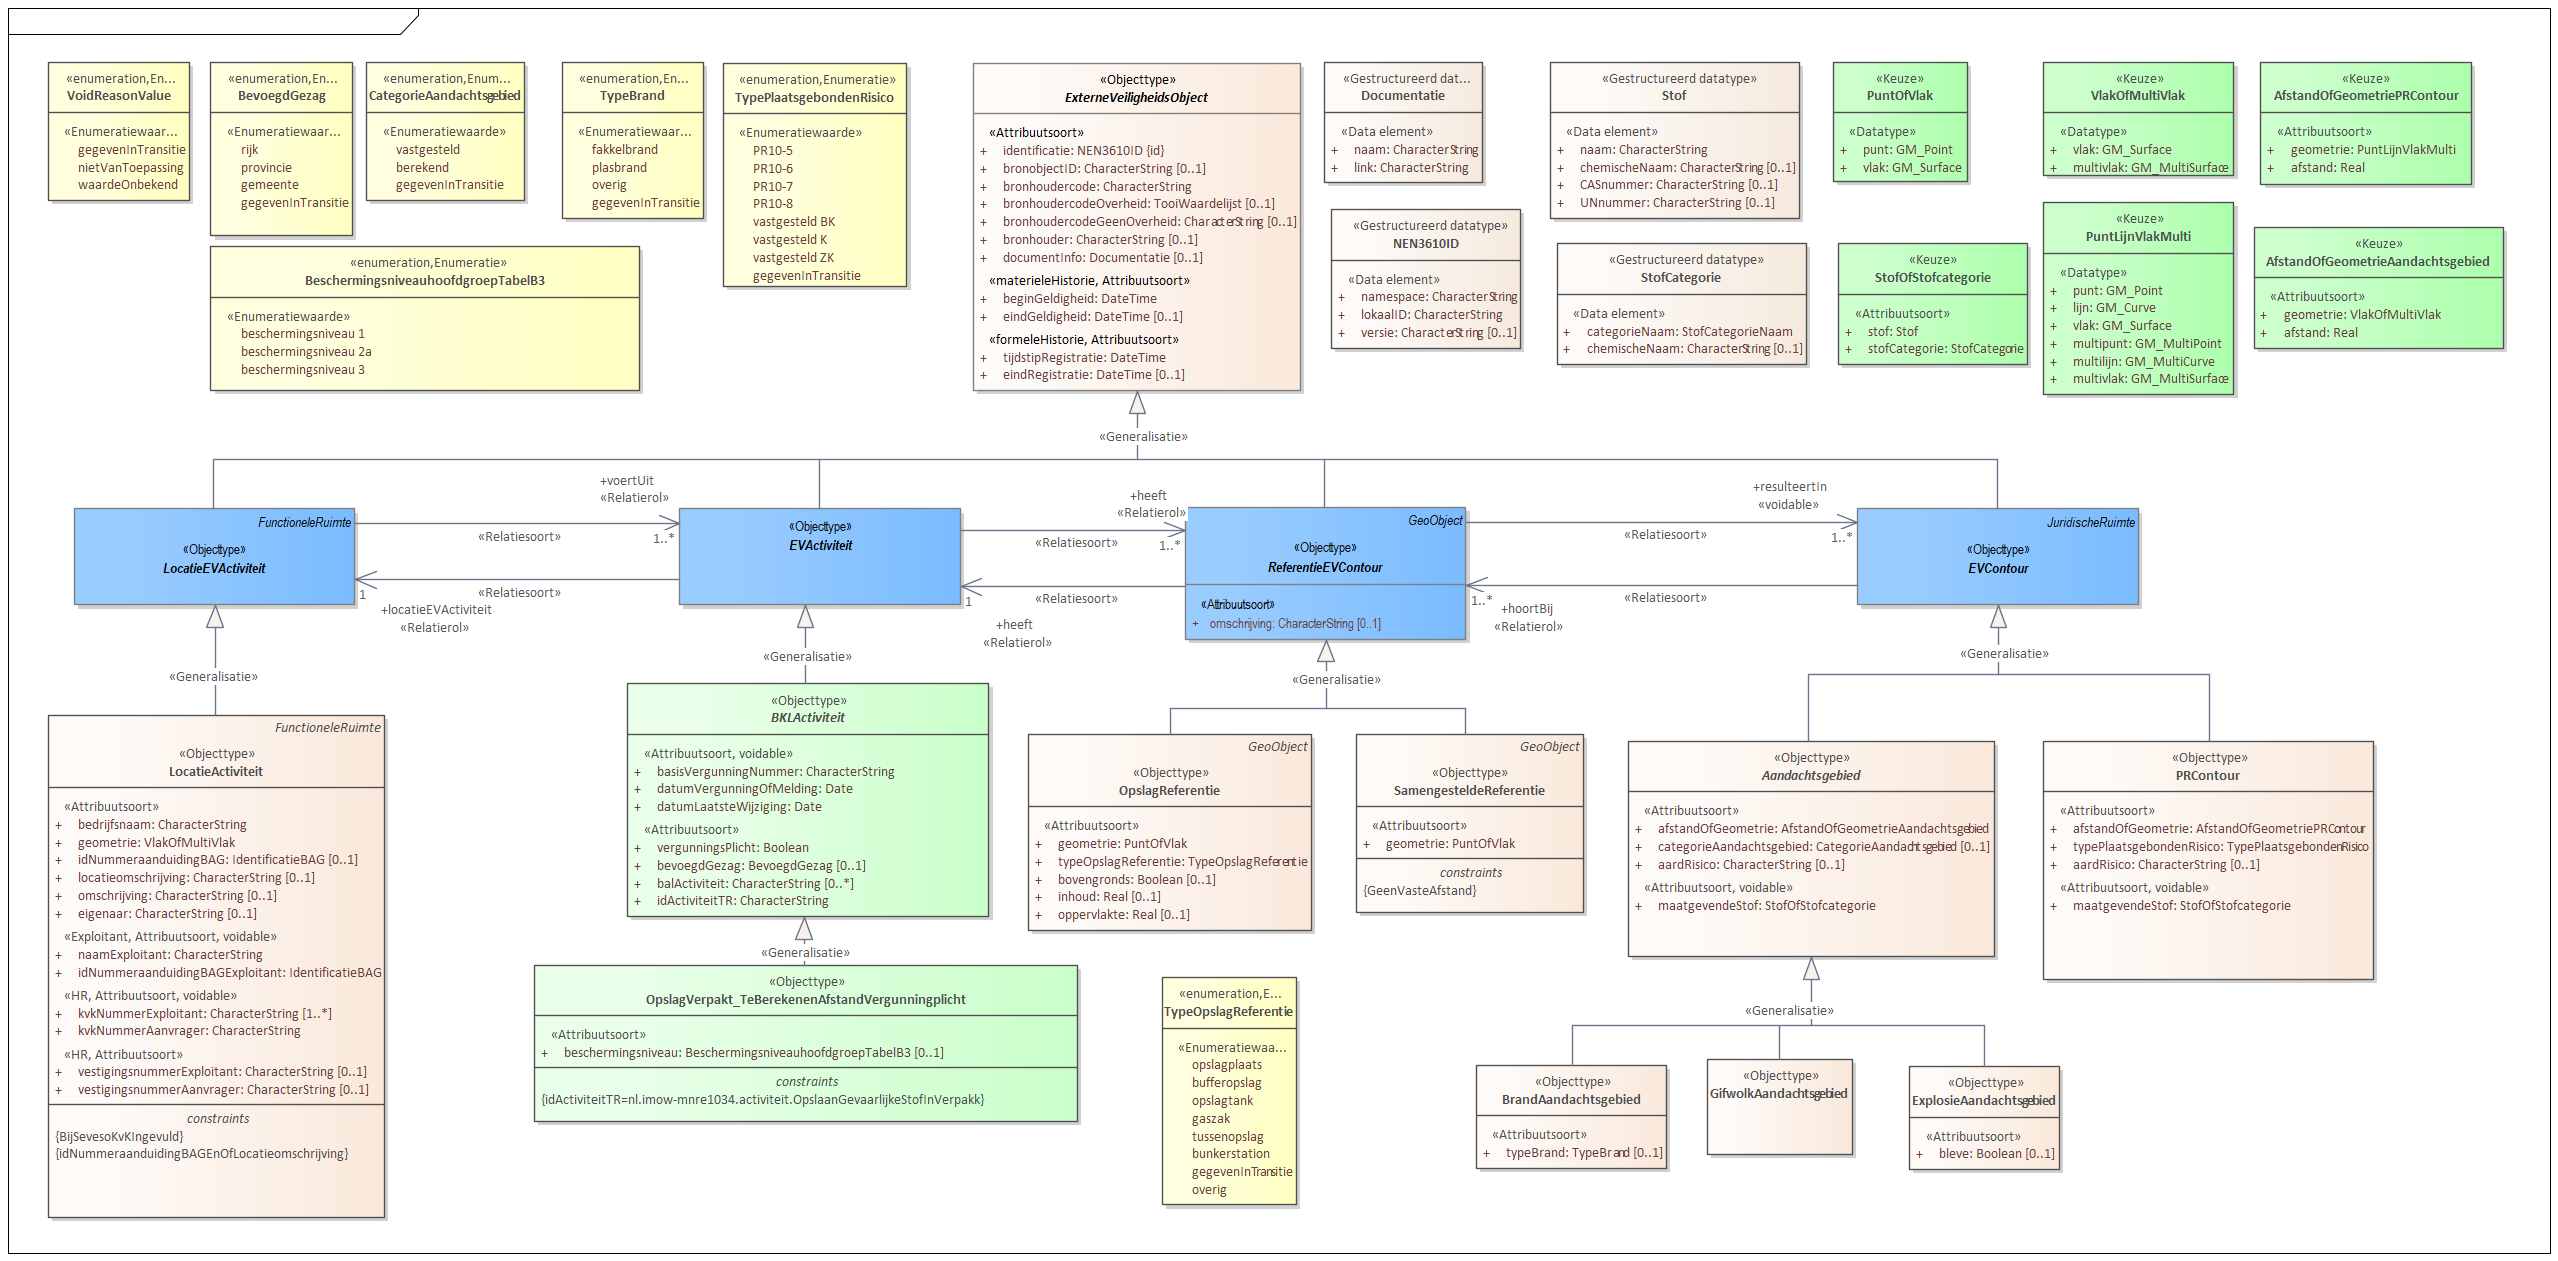 «enumeration,En...
VoidReasonValue
«Enumeratiewaar...
gegevenInTransitie
nietVanToepassing
waardeOnbekend
«enumeration,En...
BevoegdGezag
«Enumeratiewaar...
rijk
provincie
gemeente
gegevenInTransitie
«enumeration,Enum...
CategorieAandachtsgebied
«Enumeratiewaarde»
vastgesteld
berekend
gegevenInTransitie
«enumeration,En...
TypeBrand
«Enumeratiewaar...
fakkelbrand
plasbrand
overig
gegevenInTransitie
«enumeration,Enumeratie»
TypePlaatsgebondenRisico
«Enumeratiewaarde»
PR10-5
PR10-6
PR10-7
PR10-8
vastgesteld BK
vastgesteld K
vastgesteld ZK
gegevenInTransitie
«enumeration,Enumeratie»
BeschermingsniveauhoofdgroepTabelB3
«Enumeratiewaarde»
beschermingsniveau 1
beschermingsniveau 2a
beschermingsniveau 3
«Objecttype»
ExterneVeiligheidsObject
«Attribuutsoort»
+ identificatie: NEN3610ID {id}
+ bronobjectID: CharacterString [0..1]
+ bronhoudercode: CharacterString
+ bronhoudercodeOverheid: TooiWaardelijst [0..1]
+ bronhoudercodeGeenOverheid: CharacterString [0..1]
+ bronhouder: CharacterString [0..1]
+ documentInfo: Documentatie [0..1]
«materieleHistorie, Attribuutsoort»
+ beginGeldigheid: DateTime
+ eindGeldigheid: DateTime [0..1]
«formeleHistorie, Attribuutsoort»
+ tijdstipRegistratie: DateTime
+ eindRegistratie: DateTime [0..1]
«Gestructureerd dat...
Documentatie
«Data element»
+ naam: CharacterString
+ link: CharacterString
«Gestructureerd datatype»
NEN3610ID
«Data element»
+ namespace: CharacterString
+ lokaalID: CharacterString
+ versie: CharacterString [0..1]
«Gestructureerd datatype»
Stof
«Data element»
+ naam: CharacterString
+ chemischeNaam: CharacterString [0..1]
+ CASnummer: CharacterString [0..1]
+ UNnummer: CharacterString [0..1]
«Gestructureerd datatype»
StofCategorie
«Data element»
+ categorieNaam: StofCategorieNaam
+ chemischeNaam: CharacterString [0..1]
«Keuze»
PuntOfVlak
«Datatype»
+ punt: GM_Point
+ vlak: GM_Surface
«Keuze»
StofOfStofcategorie
«Attribuutsoort»
+ stof: Stof
+ stofCategorie: StofCategorie
«Keuze»
VlakOfMultiVlak
«Datatype»
+ vlak: GM_Surface
+ multivlak: GM_MultiSurface
«Keuze»
PuntLijnVlakMulti
«Datatype»
+ punt: GM_Point
+ lijn: GM_Curve
+ vlak: GM_Surface
+ multipunt: GM_MultiPoint
+ multilijn: GM_MultiCurve
+ multivlak: GM_MultiSurface
«Keuze»
AfstandOfGeometriePRContour
«Attribuutsoort»
+ geometrie: PuntLijnVlakMulti
+ afstand: Real
«Keuze»
AfstandOfGeometrieAandachtsgebied
«Attribuutsoort»
+ geometrie: VlakOfMultiVlak
+ afstand: Real
«Generalisatie»
FunctioneleRuimte
«Objecttype»
LocatieEVActiviteit
+voertUit
«Relatierol»
«Relatiesoort»
1..*
«Relatiesoort»
1
+locatieEVActiviteit
«Relatierol»
«Objecttype»
EVActiviteit
+heeft
«Relatierol»
«Relatiesoort»
1..*
«Relatiesoort»
1
+heeft
«Relatierol»
GeoObject
«Objecttype»
ReferentieEVContour
«Attribuutsoort»
+ omschrijving: CharacterString [0..1]
+resulteertIn
«voidable»
«Relatiesoort»
1..*
«Relatiesoort»
1..*
+hoortBij
«Relatierol»
JuridischeRuimte
«Objecttype»
EVContour
«Generalisatie»
«Generalisatie»
«Generalisatie»
«Generalisatie»
FunctioneleRuimte
«Objecttype»
LocatieActiviteit
«Attribuutsoort»
+ bedrijfsnaam: CharacterString
+ geometrie: VlakOfMultiVlak
+ idNummeraanduidingBAG: IdentificatieBAG [0..1]
+ locatieomschrijving: CharacterString [0..1]
+ omschrijving: CharacterString [0..1]
+ eigenaar: CharacterString [0..1]
«Exploitant, Attribuutsoort, voidable»
+ naamExploitant: CharacterString
+ idNummeraanduidingBAGExploitant: IdentificatieBAG
«HR, Attribuutsoort, voidable»
+ kvkNummerExploitant: CharacterString [1..*]
+ kvkNummerAanvrager: CharacterString
«HR, Attribuutsoort»
+ vestigingsnummerExploitant: CharacterString [0..1]
+ vestigingsnummerAanvrager: CharacterString [0..1]
constraints
{BijSevesoKvKIngevuld}
{idNummeraanduidingBAGEnOfLocatieomschrijving}
«Objecttype»
BKLActiviteit
«Attribuutsoort, voidable»
+ basisVergunningNummer: CharacterString
+ datumVergunningOfMelding: Date
+ datumLaatsteWijziging: Date
«Attribuutsoort»
+ vergunningsPlicht: Boolean
+ bevoegdGezag: BevoegdGezag [0..1]
+ balActiviteit: CharacterString [0..*]
+ idActiviteitTR: CharacterString
«Generalisatie»
«Objecttype»
OpslagVerpakt_TeBerekenenAfstandVergunningplicht
«Attribuutsoort»
+ beschermingsniveau: BeschermingsniveauhoofdgroepTabelB3 [0..1]
constraints
{idActiviteitTR=nl.imow-mnre1034.activiteit.OpslaanGevaarlijkeStofInVerpakk}
GeoObject
«Objecttype»
OpslagReferentie
«Attribuutsoort»
+ geometrie: PuntOfVlak
+ typeOpslagReferentie: TypeOpslagReferentie
+ bovengronds: Boolean [0..1]
+ inhoud: Real [0..1]
+ oppervlakte: Real [0..1]
GeoObject
«Objecttype»
SamengesteldeReferentie
«Attribuutsoort»
+ geometrie: PuntOfVlak
constraints
{GeenVasteAfstand}
«enumeration,E...
TypeOpslagReferentie
«Enumeratiewaa...
opslagplaats
bufferopslag
opslagtank
gaszak
tussenopslag
bunkerstation
gegevenInTransitie
overig
«Objecttype»
Aandachtsgebied
«Attribuutsoort»
+ afstandOfGeometrie: AfstandOfGeometrieAandachtsgebied
+ categorieAandachtsgebied: CategorieAandachtsgebied [0..1]
+ aardRisico: CharacterString [0..1]
«Attribuutsoort, voidable»
+ maatgevendeStof: StofOfStofcategorie
«Objecttype»
PRContour
«Attribuutsoort»
+ afstandOfGeometrie: AfstandOfGeometriePRContour
+ typePlaatsgebondenRisico: TypePlaatsgebondenRisico
+ aardRisico: CharacterString [0..1]
«Attribuutsoort, voidable»
+ maatgevendeStof: StofOfStofcategorie
«Generalisatie»
«Objecttype»
BrandAandachtsgebied
«Attribuutsoort»
+ typeBrand: TypeBrand [0..1]
«Objecttype»
GifwolkAandachtsgebied
«Objecttype»
ExplosieAandachtsgebied
«Attribuutsoort»
+ bleve: Boolean [0..1]